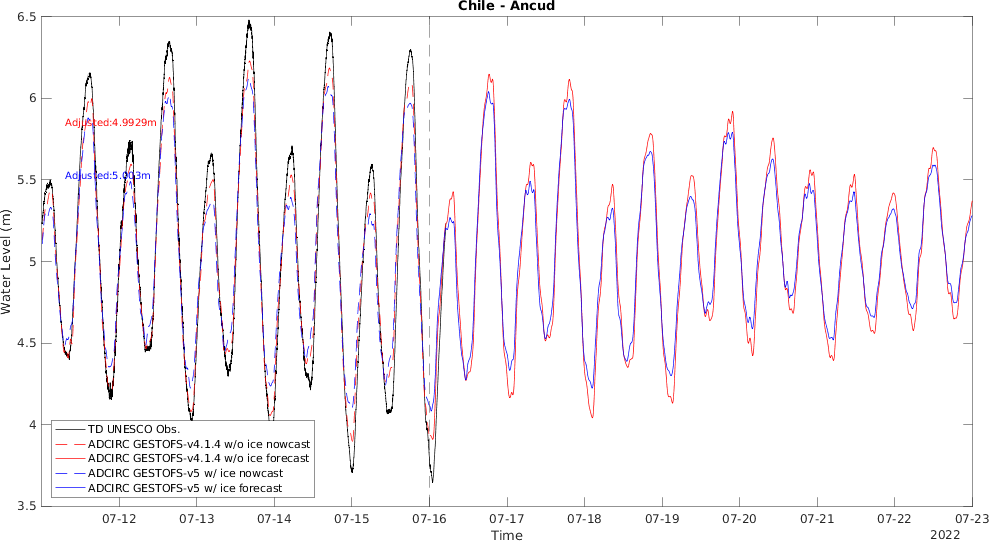 Chile - Ancud
6.5
6
5.5
5
4.5
4
3.5
Water Level (m)
Adjusted:4.9929m
Adjusted:5.003m
TD UNESCO Obs.
ADCIRC GESTOFS-v4.1.4 w/o ice nowcast
ADCIRC GESTOFS-v4.1.4 w/o ice forecast
ADCIRC GESTOFS-v5 w/ ice nowcast
ADCIRC GESTOFS-v5 w/ ice forecast
07-12 07-13 07-14 07-15 07-16 07-17 07-18 07-19 07-20 07-21 07-22 07-23
Time
2022